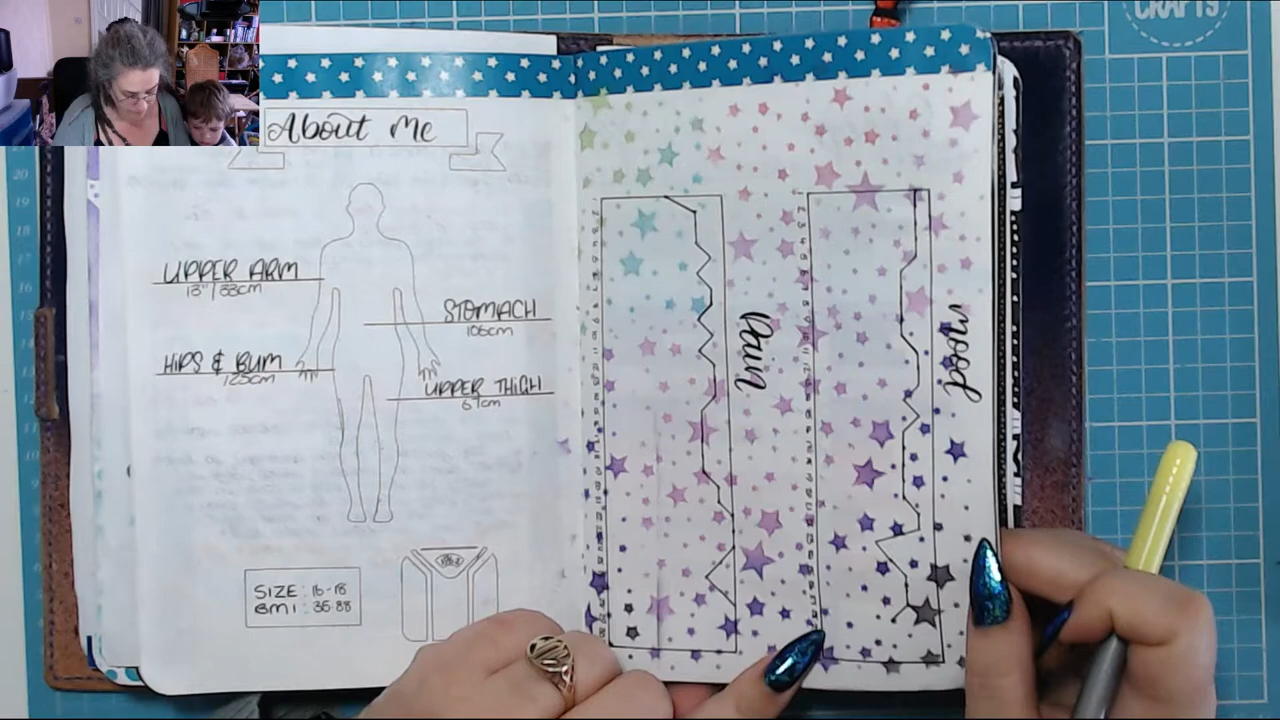 CRAFTS
About Me
UPPER ARM
13"/33cm
STOMACH
106cm
HIPS & BUM
125cm
UPPER THIGH
67cm
SIZE : 16-18
BMI : 35.88
Pain
mood